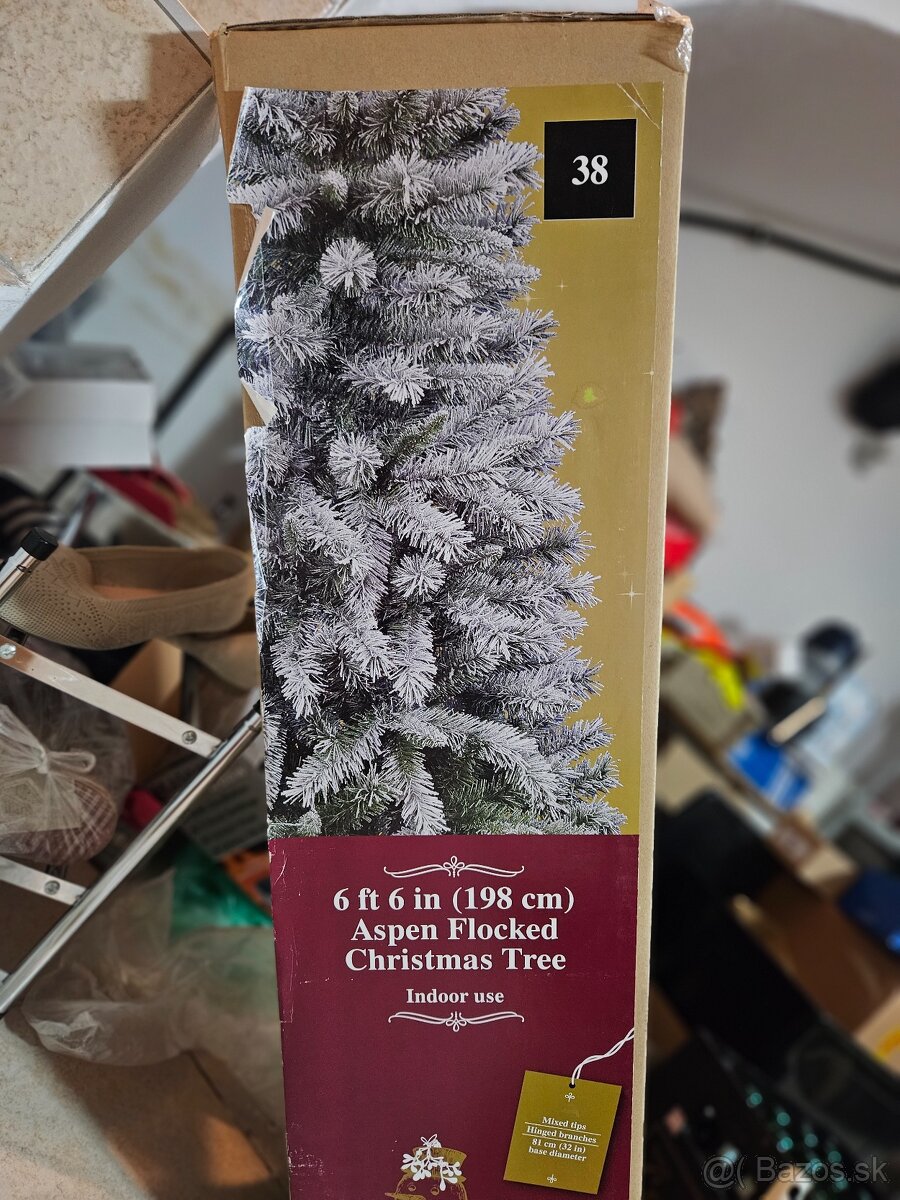 38
6 ft 6 in (198 cm)
Aspen Flocked
Christmas Tree
Indoor use
Mixed tips
Hinged branches
81 cm (32 in)
base diameter
@( Bazos.sk